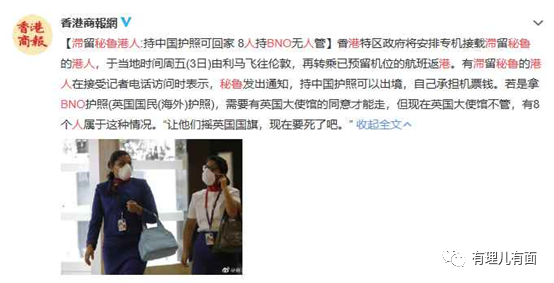 香港商報
香港商報網
【滞留秘鲁港人:持中国护照可回家 8人持BNO无人管】香港特区政府将安排专机接载滞留秘鲁
的港人，于当地时间周五(3日)由利马飞往伦敦，再转乘已预留机位的航班返港。有滞留秘鲁的港
人在接受记者电话访问时表示，秘鲁发出通知，持中国护照可以出境，自己承担机票钱。若是拿
BNO护照(英国国民(海外)护照)，需要有英国大使馆的同意才能走，但现在英国大使馆不管，有8
个人属于这种情况。“让他们摇英国国旗，现在要死了吧。” 收起全文
有理儿有面